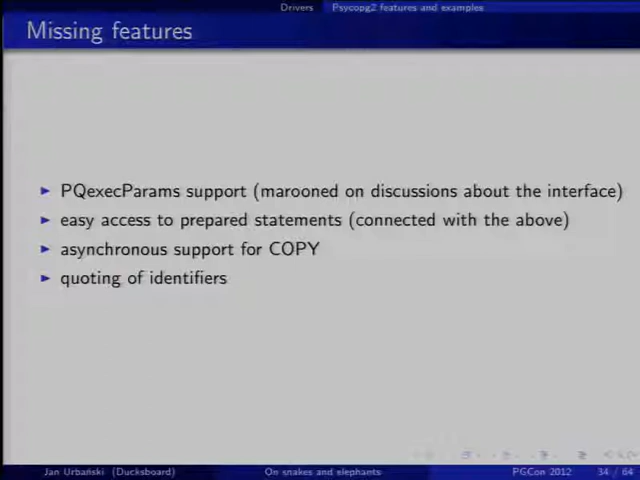 Drivers Psycopg2 features and examples
Missing features
PQexecParams support (marooned on discussions about the interface)
easy access to prepared statements (connected with the above)
asynchronous support for COPY
quoting of identifiers
Jan Urbański (Ducksboard) On snakes and elephants PGCon 2012 34 / 64